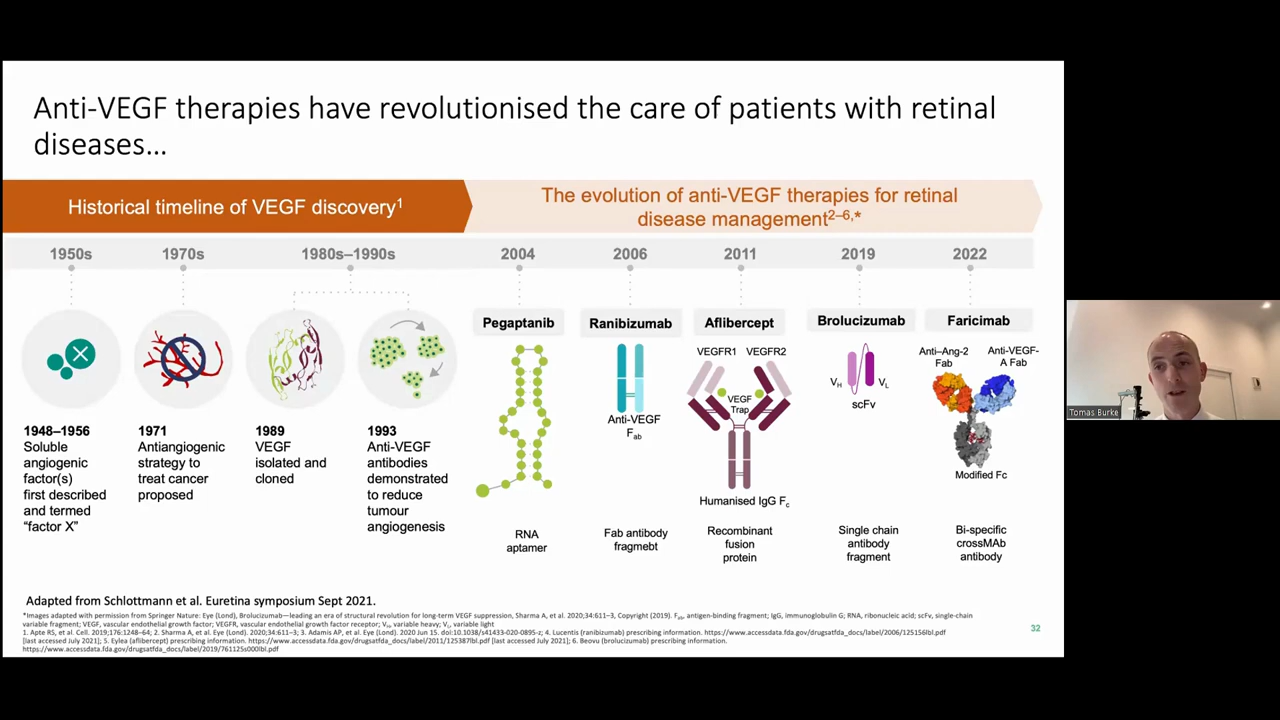 Anti-VEGF therapies have revolutionised the care of patients with retinal
diseases...
Historical timeline of VEGF discovery1
The evolution of anti-VEGF therapies for retinal
disease management2–6,*
1950s
1970s
1980s–1990s
2004
2006
2011
2019
2022
1948–1956
Soluble
angiogenic
factor(s)
first described
and termed
“factor X”
1971
Antiangiogenic
strategy to
treat cancer
proposed
1989
VEGF
isolated and
cloned
1993
Anti-VEGF
antibodies
demonstrated
to reduce
tumour
angiogenesis
Pegaptanib
RNA
aptamer
Ranibizumab
Anti-VEGF
Fab
Fab antibody
fragmebt
Aflibercept
VEGFR1 VEGFR2
VEGF
Trap
Humanised IgG Fc
Recombinant
fusion
protein
Brolucizumab
VH
VL
scFv
Single chain
antibody
fragment
Faricimab
Anti–Ang-2
Fab
Anti-VEGF-
A Fab
Modified Fc
Bi-specific
crossMAb
antibody
Adapted from Schlottmann et al. Euretina symposium Sept 2021.
*Images adapted with permission from Springer Nature: Eye (Lond), Brolucizumab—leading an era of structural revolution for long-term VEGF suppression, Sharma A, et al. 2020;34:611–3, Copyright (2019). Fab, antigen-binding fragment; IgG, immunoglobulin G; RNA, ribonucleic acid; scFv, single-chain
variable fragment; VEGF, vascular endothelial growth factor; VEGFR, vascular endothelial growth factor receptor; VH, variable heavy; VL, variable light
1. Apte RS, et al. Cell. 2019;176:1248–64; 2. Sharma A, et al. Eye (Lond). 2020;34:611–3; 3. Adamis AP, et al. Eye (Lond). 2020 Jun 15. doi:10.1038/s41433-020-0895-z; 4. Lucentis (ranibizumab) prescribing information. https://www.accessdata.fda.gov/drugsatfda_docs/label/2006/125156lbl.pdf
[last accessed July 2021]; 5. Eylea (aflibercept) prescribing information. https://www.accessdata.fda.gov/drugsatfda_docs/label/2011/125387lbl.pdf [last accessed July 2021]; 6. Beovu (brolucizumab) prescribing information.
https://www.accessdata.fda.gov/drugsatfda_docs/label/2019/761125s000lbl.pdf
32
Tomas Burke